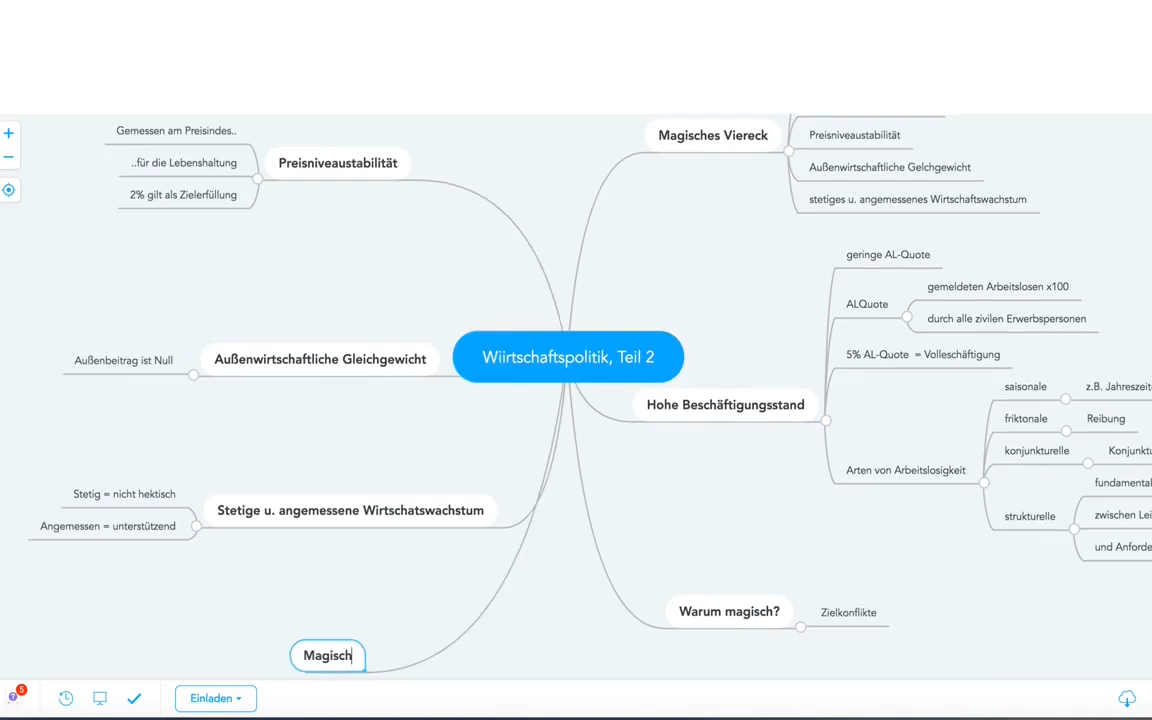 Gemessen am Preisindes..
..für die Lebenshaltung
2% gilt als Zielerfüllung
Preisniveaustabilität
Magisches Viereck
Preisniveaustabilität
Außenwirtschaftliche Gelchgewicht
stetiges u. angemessenes Wirtschaftswachstum
geringe AL-Quote
ALQuote
gemeldeten Arbeitslosen x100
durch alle zivilen Erwerbspersonen
5% AL-Quote = Volleschäftigung
Außenbeitrag ist Null
Außenwirtschaftliche Gleichgewicht
Wiirtschaftspolitik, Teil 2
Hohe Beschäftigungsstand
Arten von Arbeitslosigkeit
saisonale
z.B. Jahreszeit
friktonale
Reibung
konjunkturelle
Konjunktu
strukturelle
fundamental
zwischen Lei
und Anforde
Stetig = nicht hektisch
Angemessen = unterstützend
Stetige u. angemessene Wirtschatswachstum
Warum magisch?
Zielkonflikte
Magisch
5
Einladen